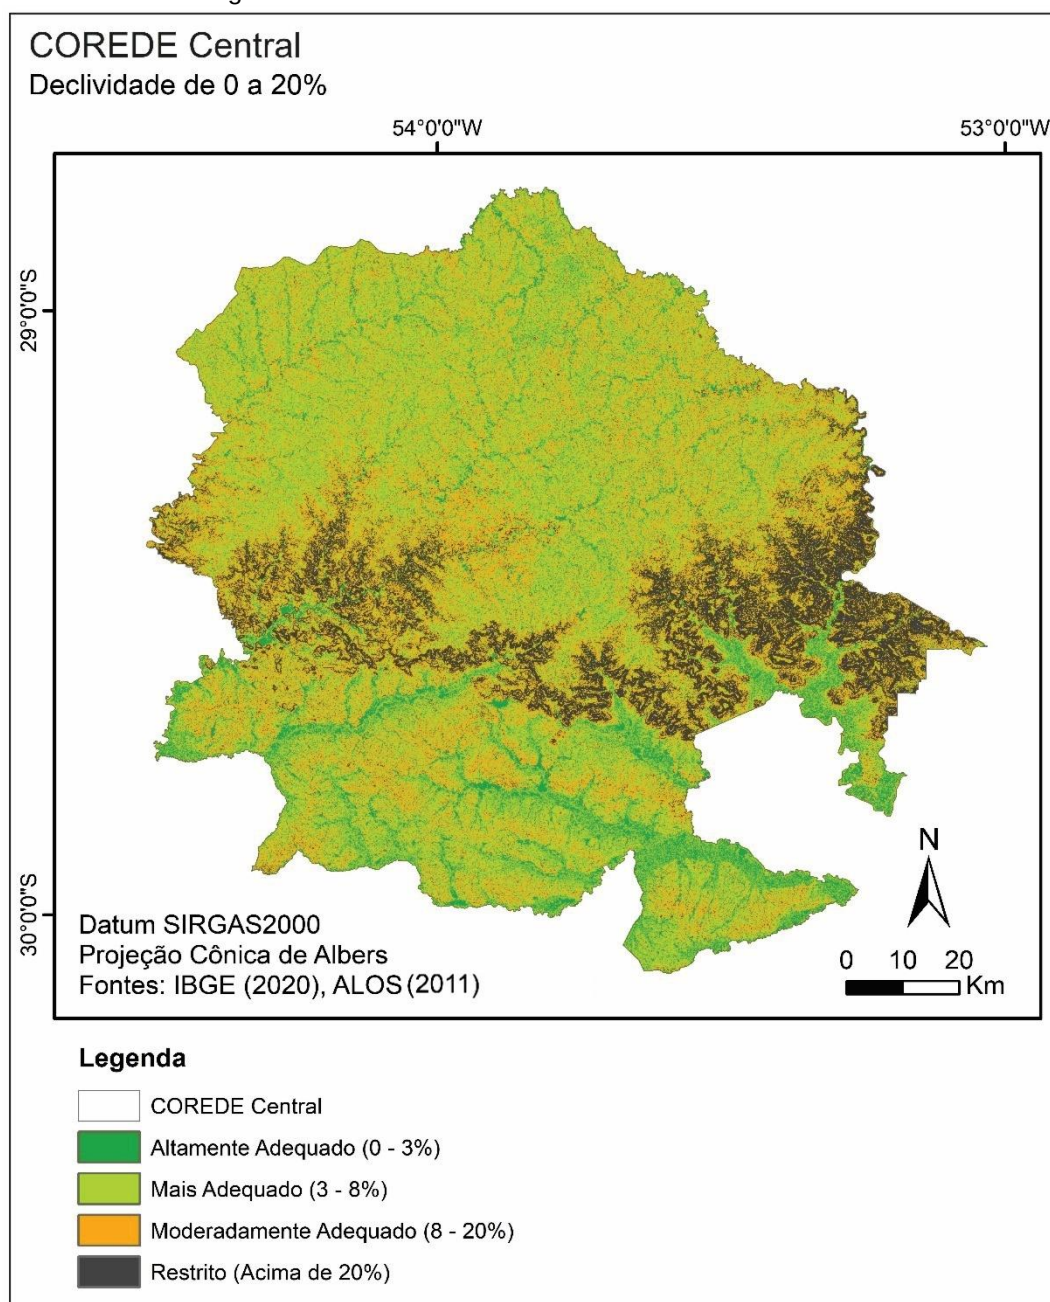 COREDE Central
Declividade de 0 a 20%
54°0'0"W
53°0'0"W
29°0'0"S
30°0'0"S
N
Datum SIRGAS2000
Projeção Cônica de Albers
Fontes: IBGE (2020), ALOS (2011)
0 10 20
Km
Legenda
COREDE Central
Altamente Adequado (0 - 3%)
Mais Adequado (3 - 8%)
Moderadamente Adequado (8 - 20%)
Restrito (Acima de 20%)